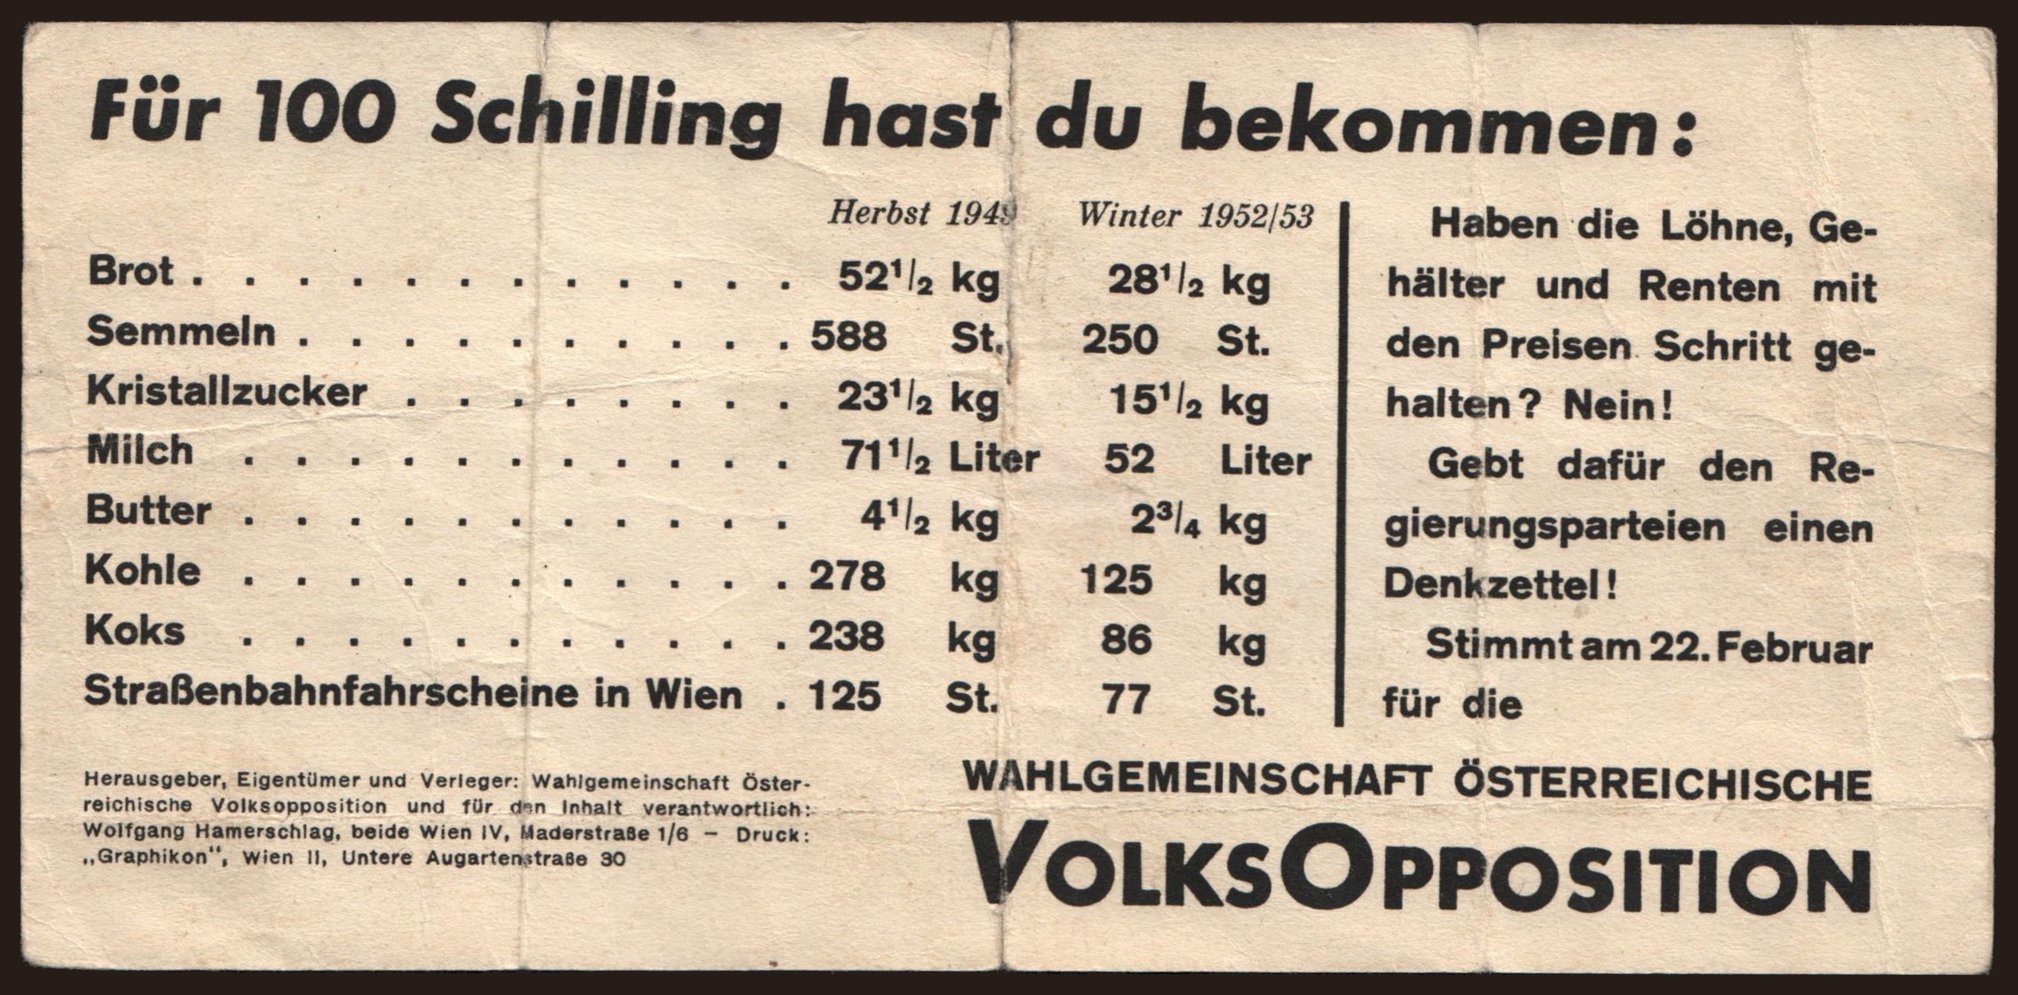 Für 100 Schilling hast du bekommen:
Herbst 1949 Winter 1952/53
Brot . . . . . . . . . . . . 52½ kg 28½ kg
Semmeln . . . . . . . . . . 588 St. 250 St.
Kristallzucker . . . . . . . . 23½ kg 15½ kg
Milch . . . . . . . . . . . 71½ Liter 52 Liter
Butter . . . . . . . . . . . 4½ kg 2¾ kg
Kohle . . . . . . . . . . . 278 kg 125 kg
Koks . . . . . . . . . . . 238 kg 86 kg
Straßenbahnfahrscheine in Wien . 125 St. 77 St.
Haben die Löhne, Ge-
hälter und Renten mit
den Preisen Schritt ge-
halten? Nein!
Gebt dafür den Re-
gierungsparteien einen
Denkzettel!
Stimmt am 22. Februar
für die
WAHLGEMEINSCHAFT ÖSTERREICHISCHE
VOLKSOPPOSITION
Herausgeber, Eigentümer und Verleger: Wahlgemeinschaft Öster-
reichische Volksopposition und für den Inhalt verantwortlich:
Wolfgang Hamerschlag, beide Wien IV, Maderstraße 1/6 — Druck:
„Graphikon“, Wien II, Untere Augartenstraße 30